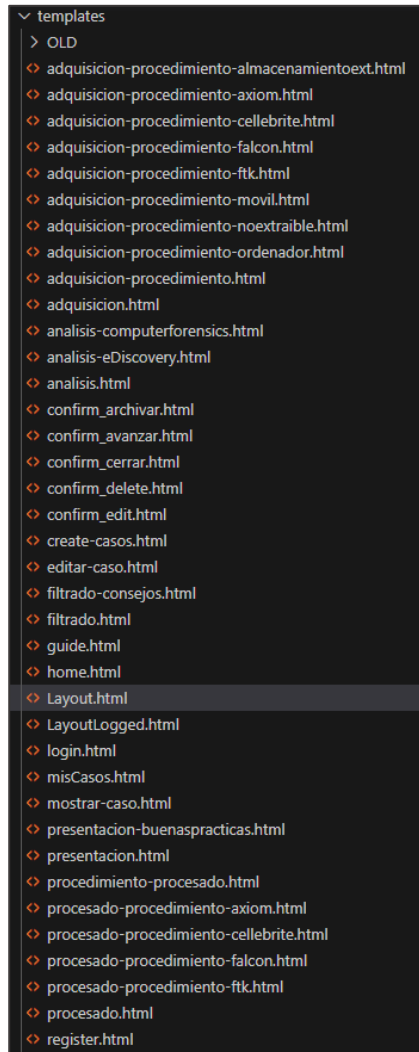 templates
OLD
adquisicion-procedimiento-almacenamientoext.html
adquisicion-procedimiento-axiom.html
adquisicion-procedimiento-cellebrite.html
adquisicion-procedimiento-falcon.html
adquisicion-procedimiento-ftk.html
adquisicion-procedimiento-movil.html
adquisicion-procedimiento-noextraible.html
adquisicion-procedimiento-ordenador.html
adquisicion-procedimiento.html
adquisicion.html
analisis-computerforensics.html
analisis-eDiscovery.html
analisis.html
confirm_archivar.html
confirm_avanzar.html
confirm_cerrar.html
confirm_delete.html
confirm_edit.html
create-casos.html
editar-caso.html
filtrado-consejos.html
filtrado.html
guide.html
home.html
Layout.html
LayoutLogged.html
login.html
misCasos.html
mostrar-caso.html
presentacion-buenaspracticas.html
presentacion.html
procedimiento-procesado.html
procesado-procedimiento-axiom.html
procesado-procedimiento-cellebrite.html
procesado-procedimiento-falcon.html
procesado-procedimiento-ftk.html
procesado.html
register.html